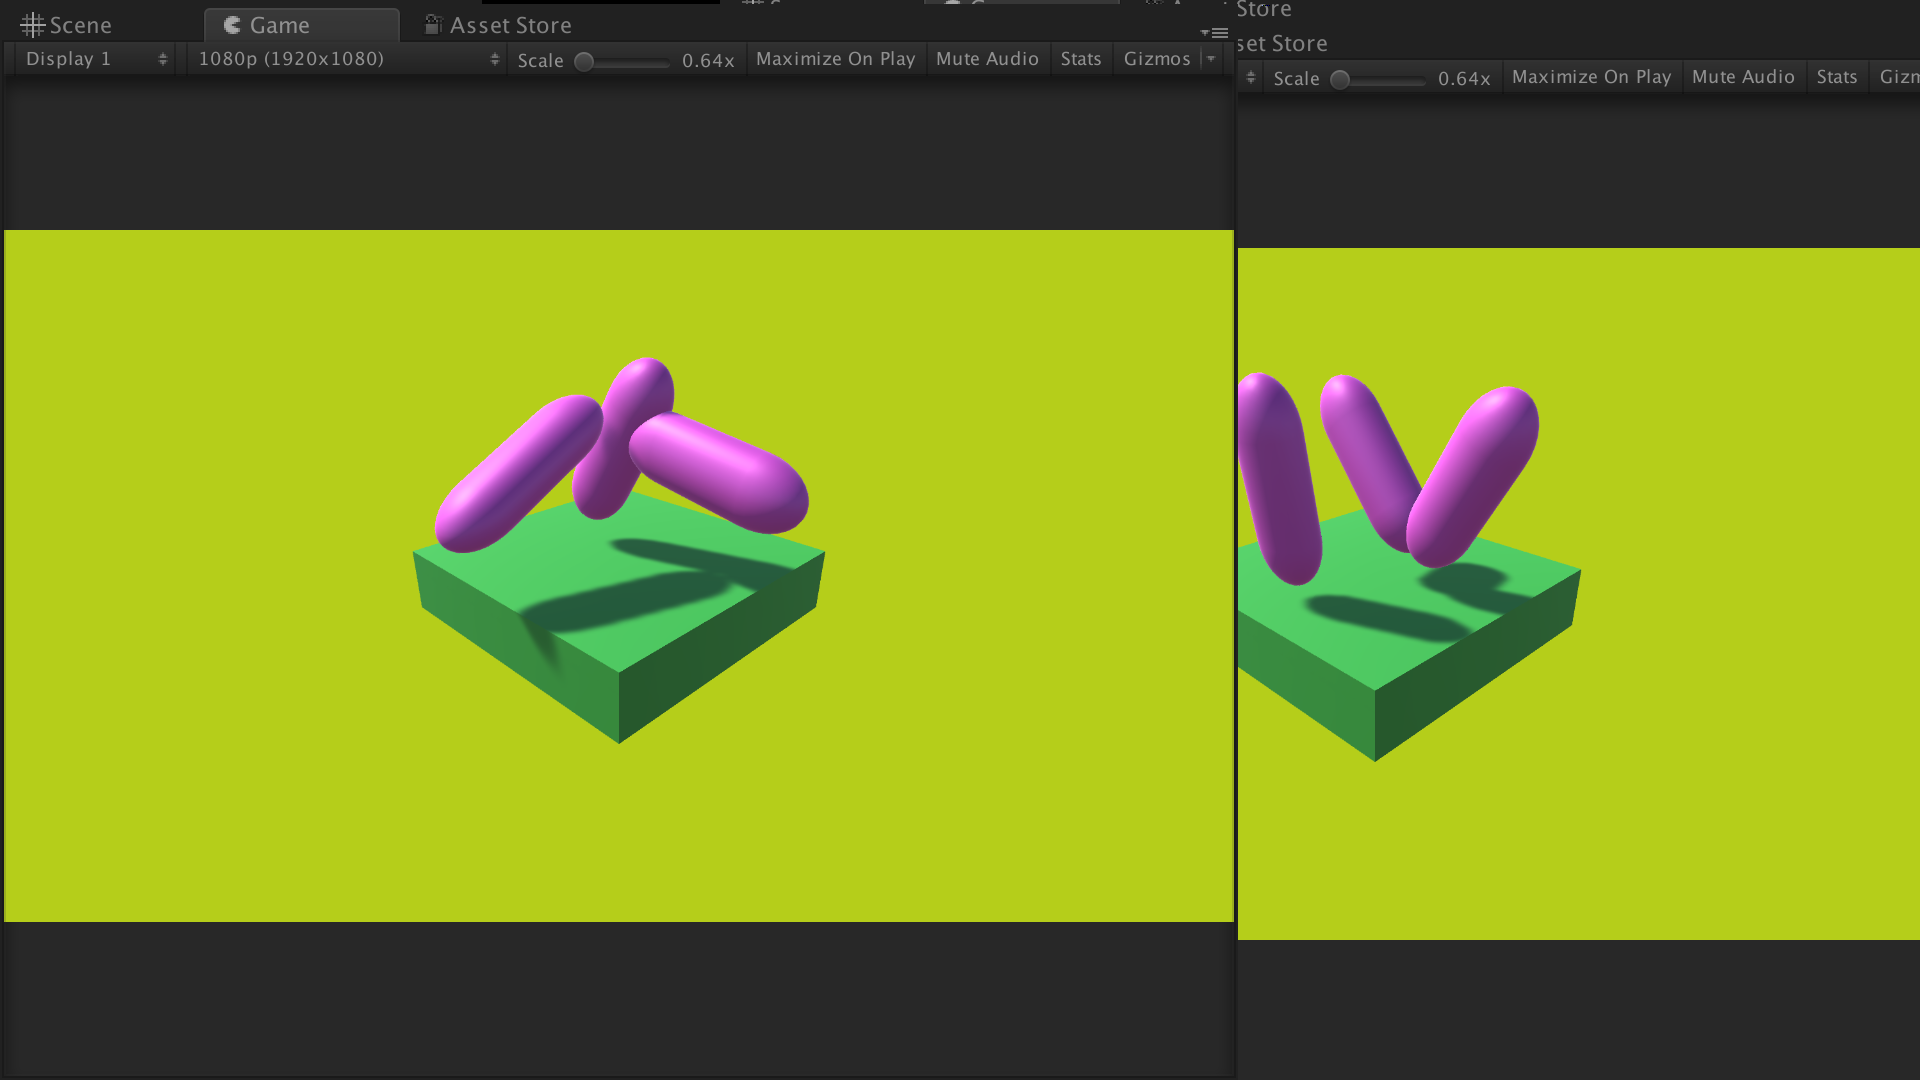 Scene Game Asset Store
Display 1 1080p (1920x1080) Scale 0.64x Maximize On Play Mute Audio Stats Gizmos
Store
set Store
Scale 0.64x Maximize On Play Mute Audio Stats Gizm